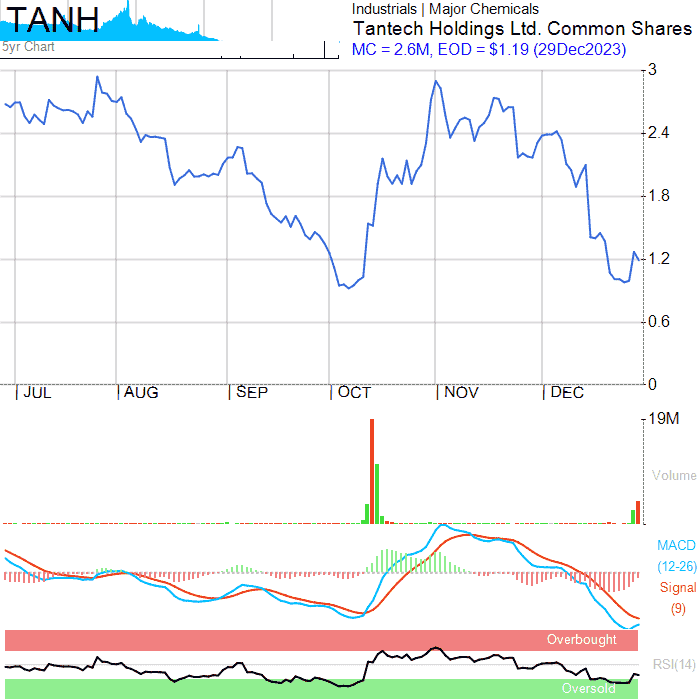 TANH
5yr Chart
Industrials | Major Chemicals
Tantech Holdings Ltd. Common Shares
MC = 2.6M, EOD = $1.19 (29Dec2023)
3
2.4
1.8
1.2
0.6
0
JUL AUG SEP OCT NOV DEC
19M
Volume
MACD
(12-26)
Signal
(9)
Overbought
RSI(14)
Oversold